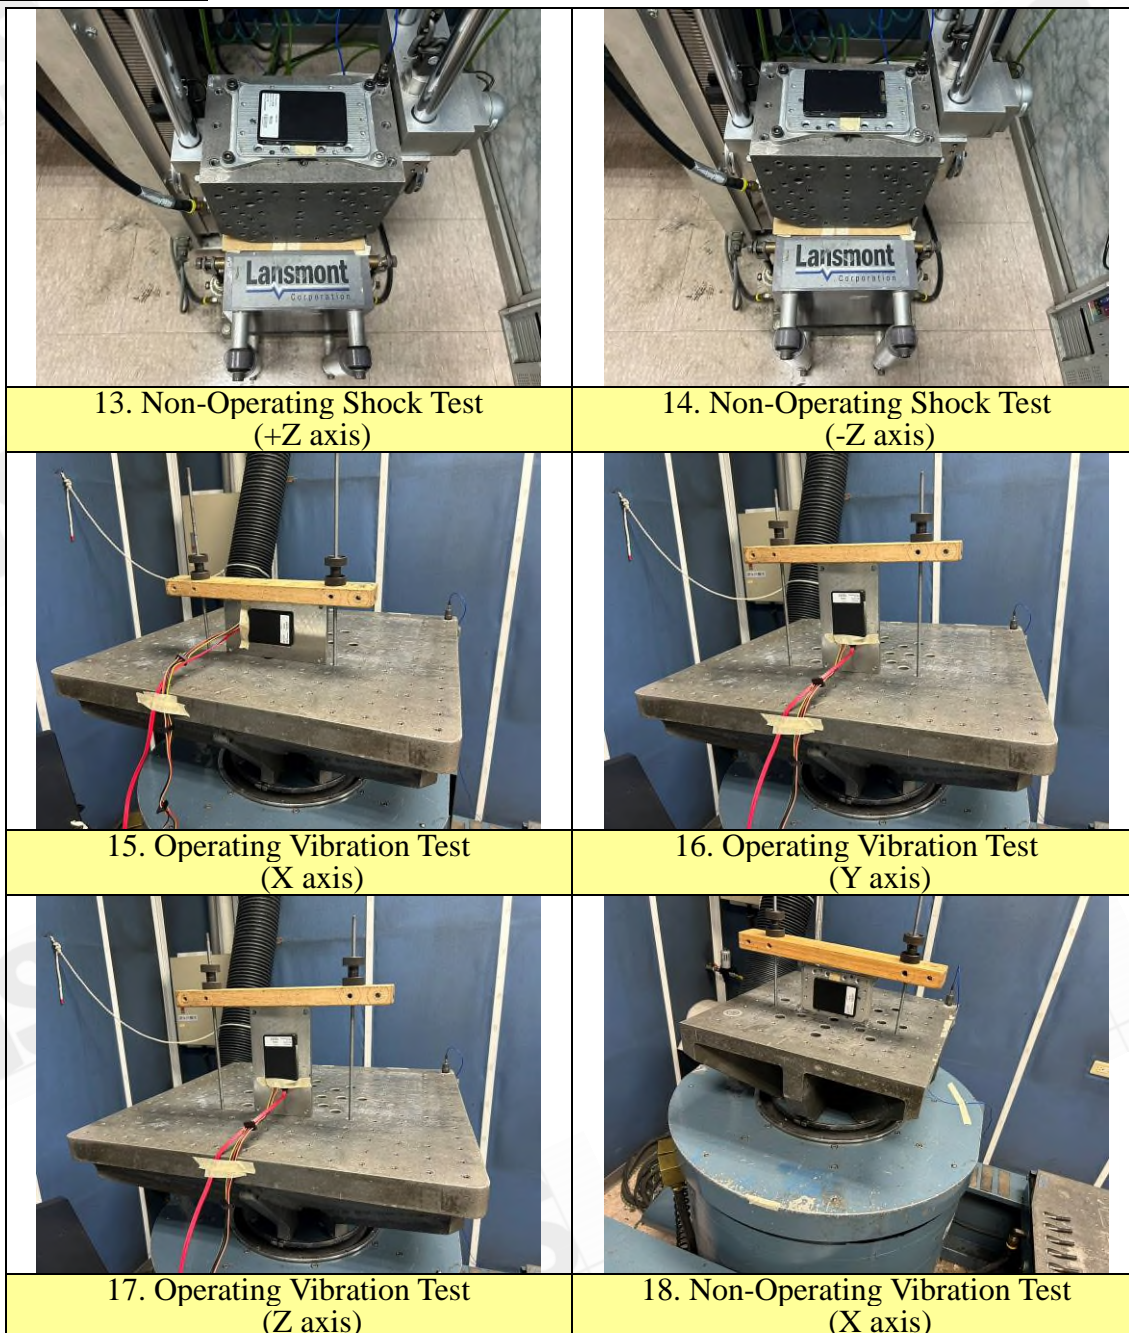 Lansmont
Corporation
Lansmont
Corporation
13. Non-Operating Shock Test
(+Z axis)
14. Non-Operating Shock Test
(-Z axis)
15. Operating Vibration Test
(X axis)
16. Operating Vibration Test
(Y axis)
17. Operating Vibration Test
(Z axis)
18. Non-Operating Vibration Test
(X axis)